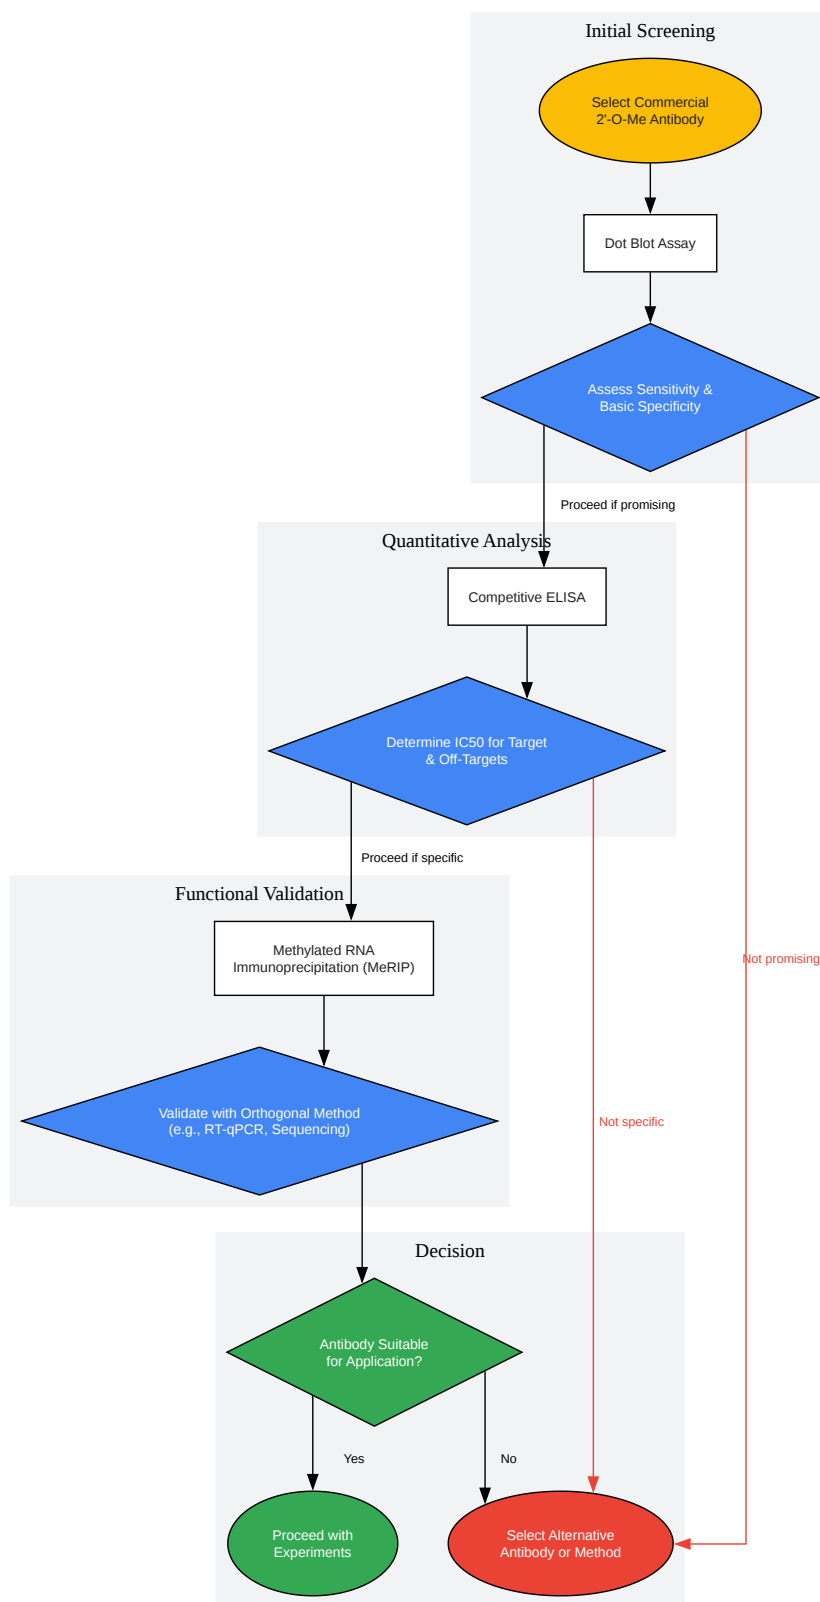 Initial Screening
Select Commercial
2'-O-Me Antibody
Dot Blot Assay
Assess Sensitivity &
Basic Specificity
Proceed if promising
Quantitative Analysis
Competitive ELISA
Determine IC50 for Target
& Off-Targets
Proceed if specific
Functional Validation
Methylated RNA
Immunoprecipitation (MeRIP)
Not promising
Validate with Orthogonal Method
(e.g., RT-qPCR, Sequencing)
Not specific
Decision
Antibody Suitable
for Application?
Yes
No
Proceed with
Experiments
Select Alternative
Antibody or Method